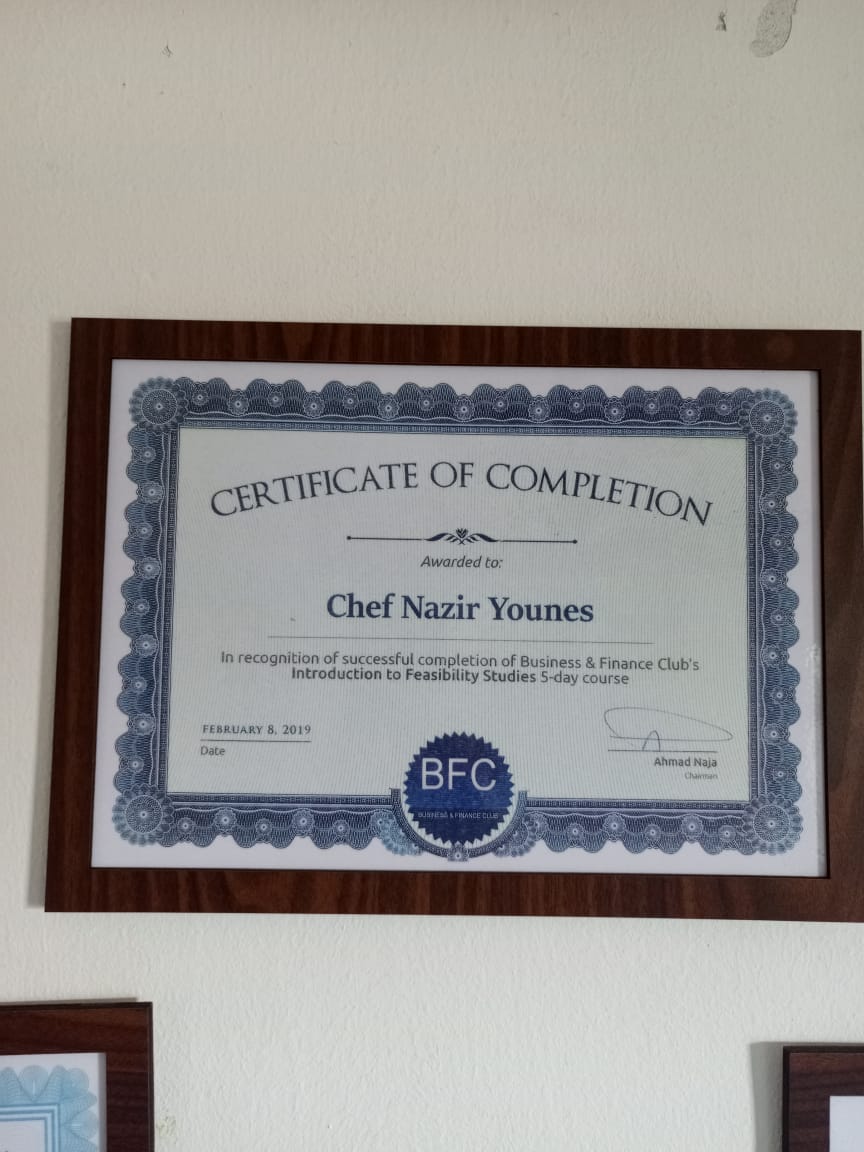 CERTIFICATE OF COMPLETION
Awarded to:
Chef Nazir Younes
In recognition of successful completion of Business & Finance Club's
Introduction to Feasibility Studies 5-day course
FEBRUARY 8, 2019
Date
Ahmad Naja
Chairman
BFC
BUSINESS & FINANCE CLUB